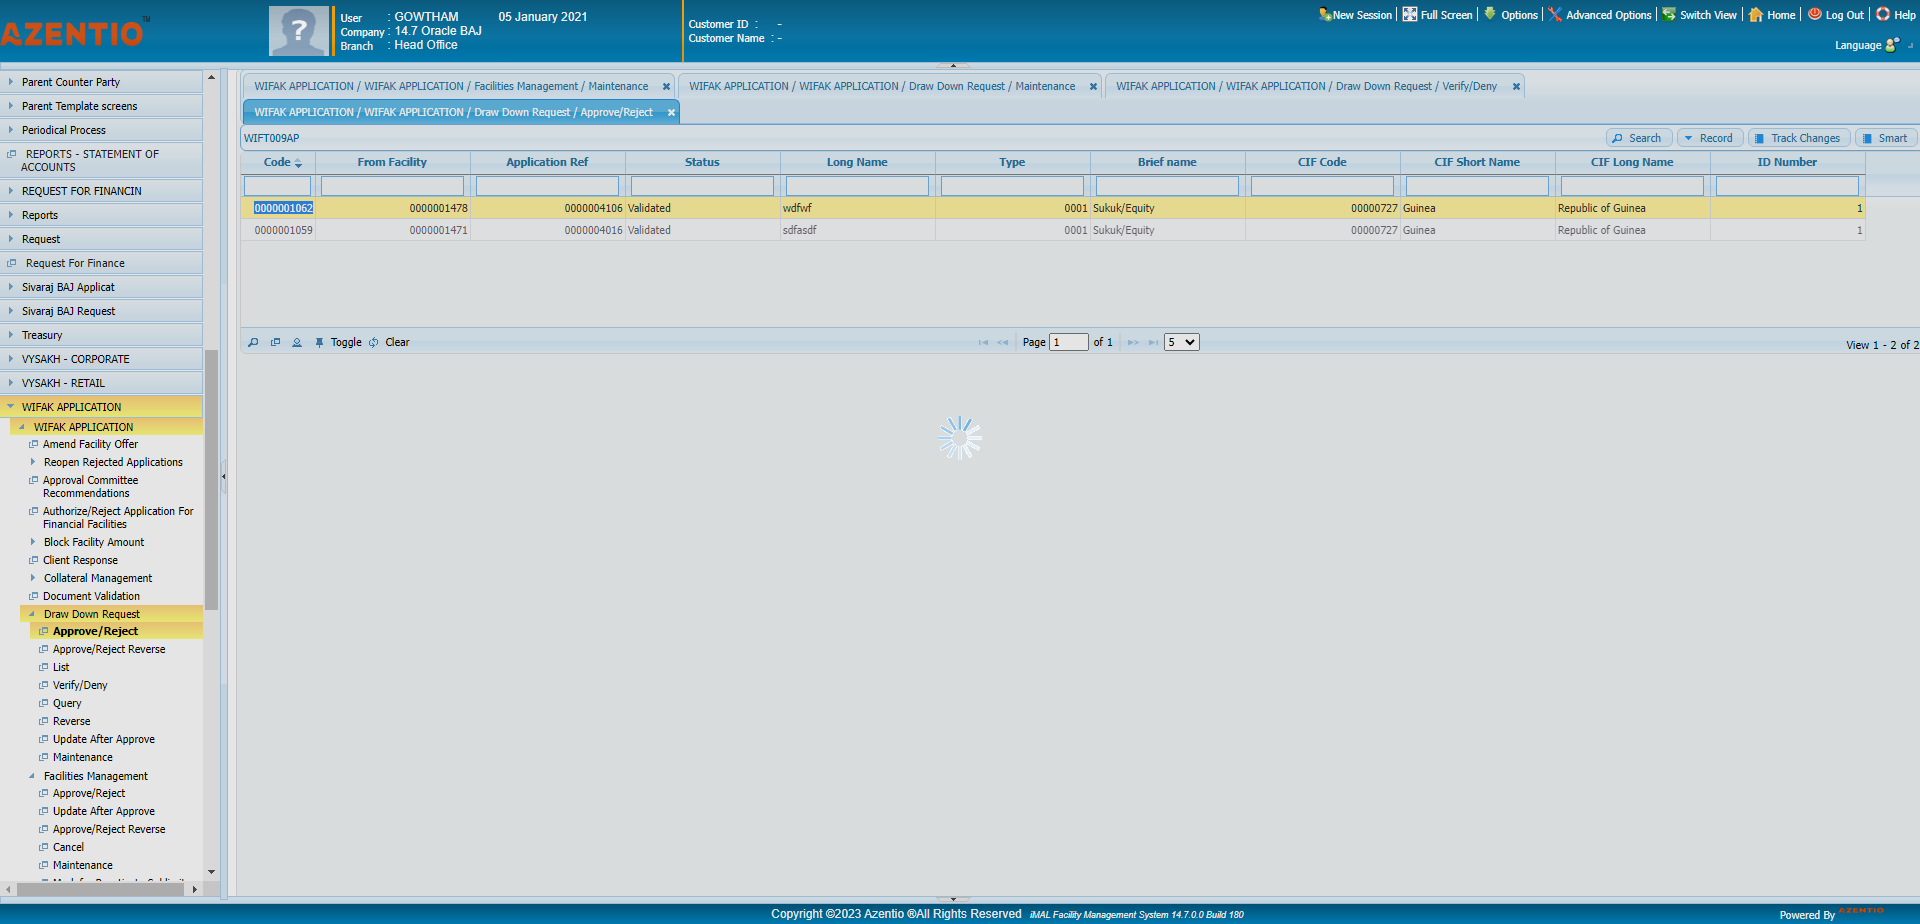 AZENTIO™
User : GOWTHAM 05 January 2021
Company : 14.7 Oracle BAJ
Branch : Head Office
Customer ID : -
Customer Name : -
New Session Full Screen Options Advanced Options Switch View Home Log Out Help
Language
Parent Counter Party
Parent Template screens
Periodical Process
REPORTS - STATEMENT OF
ACCOUNTS
REQUEST FOR FINANCIN
Reports
Request
Request For Finance
Sivaraj BAJ Applicat
Sivaraj BAJ Request
Treasury
VYSAKH - CORPORATE
VYSAKH - RETAIL
WIFAK APPLICATION
WIFAK APPLICATION
Amend Facility Offer
Reopen Rejected Applications
Approval Committee
Recommendations
Authorize/Reject Application For
Financial Facilities
Block Facility Amount
Client Response
Collateral Management
Document Validation
Draw Down Request
Approve/Reject
Approve/Reject Reverse
List
Verify/Deny
Query
Reverse
Update After Approve
Maintenance
Facilities Management
Approve/Reject
Update After Approve
Approve/Reject Reverse
Cancel
Maintenance
WIFAK APPLICATION / WIFAK APPLICATION / Facilities Management / Maintenance
WIFAK APPLICATION / WIFAK APPLICATION / Draw Down Request / Maintenance
WIFAK APPLICATION / WIFAK APPLICATION / Draw Down Request / Verify/Deny
WIFAK APPLICATION / WIFAK APPLICATION / Draw Down Request / Approve/Reject
WIFT009AP
Search Record Track Changes Smart
Code From Facility Application Ref Status Long Name Type Brief name CIF Code CIF Short Name CIF Long Name ID Number
0000001062 0000001478 0000004106 Validated wdfwf 0001 Sukuk/Equity 00000727 Guinea Republic of Guinea 1
0000001059 0000001471 0000004016 Validated sdfasdf 0001 Sukuk/Equity 00000727 Guinea Republic of Guinea 1
Toggle Clear
Page 1 of 1 5
View 1 - 2 of 2
Copyright ©2023 Azentio ®All Rights Reserved iMAL Facility Management System 14.7.0.0 Build 180
Powered By AZENTIO